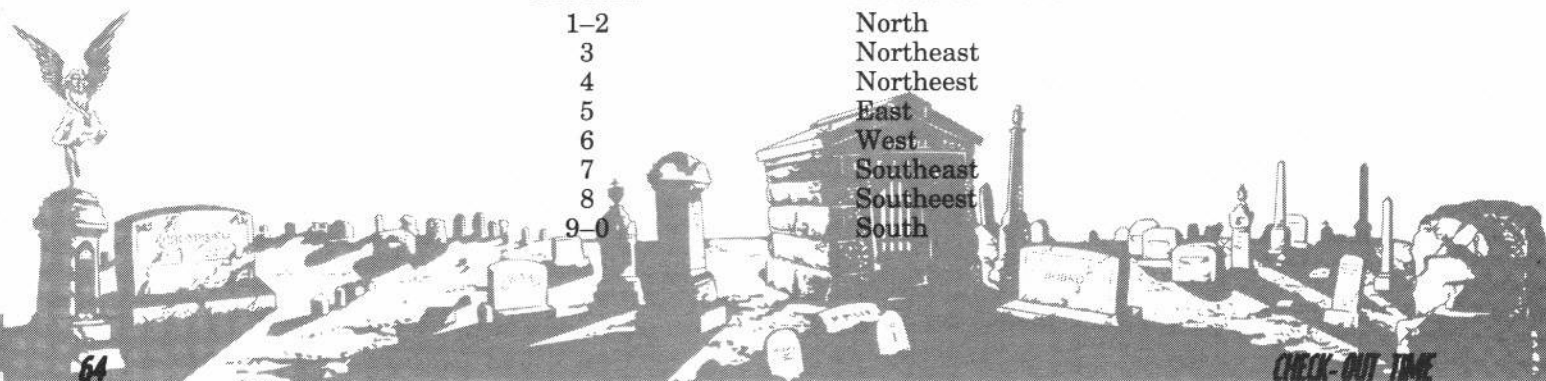 1–2 North
3 Northeast
4 Northeest
5 East
6 West
7 Southeast
8 Southeest
9–0 South
64 CHECK-OUT TIME